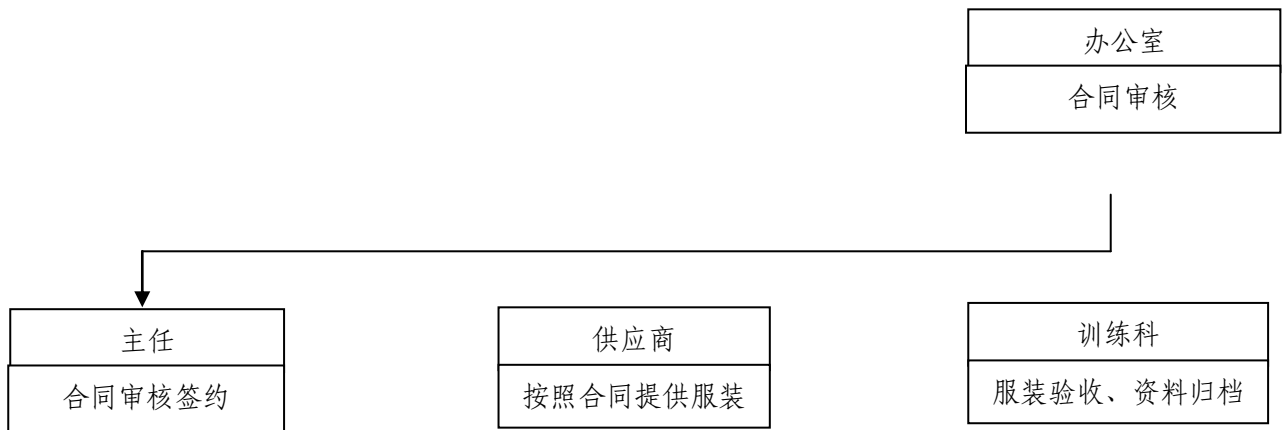 办公室
合同审核
主任
合同审核签约
供应商
按照合同提供服装
训练科
服装验收、资料归档